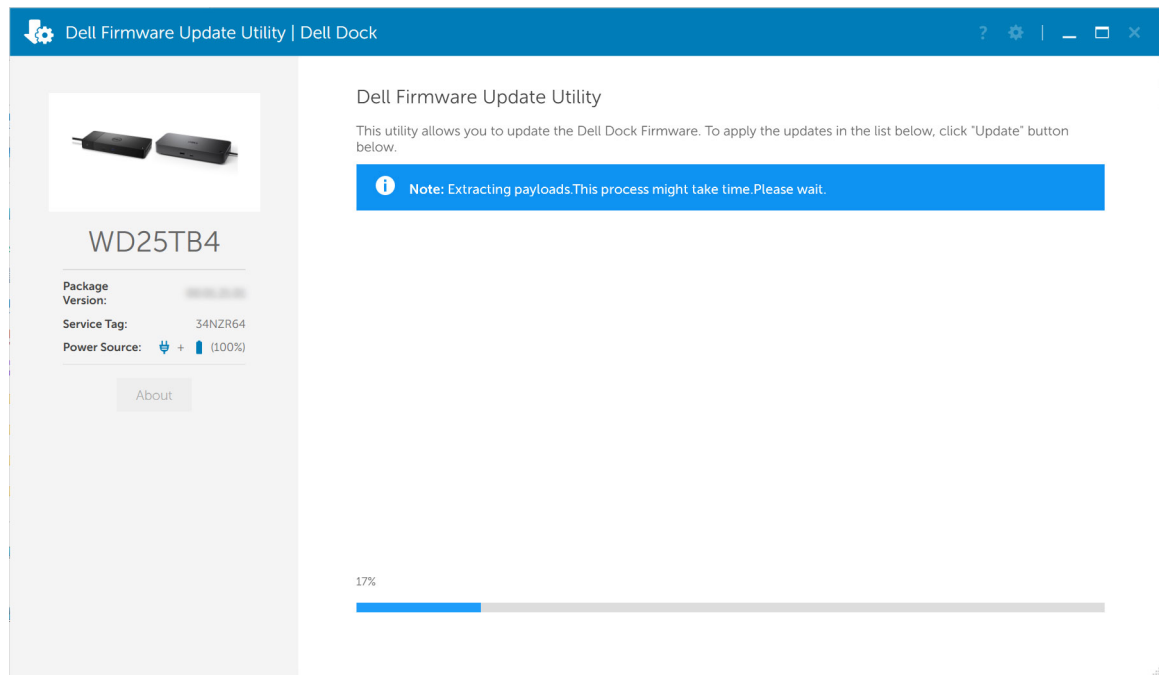 Dell Firmware Update Utility | Dell Dock
?
Dell Firmware Update Utility
This utility allows you to update the Dell Dock Firmware. To apply the updates in the list below, click "Update" button
below.
Note: Extracting payloads.This process might take time.Please wait.
WD25TB4
Package
Version:
Service Tag: 34NZR64
Power Source: + (100%)
About
17%